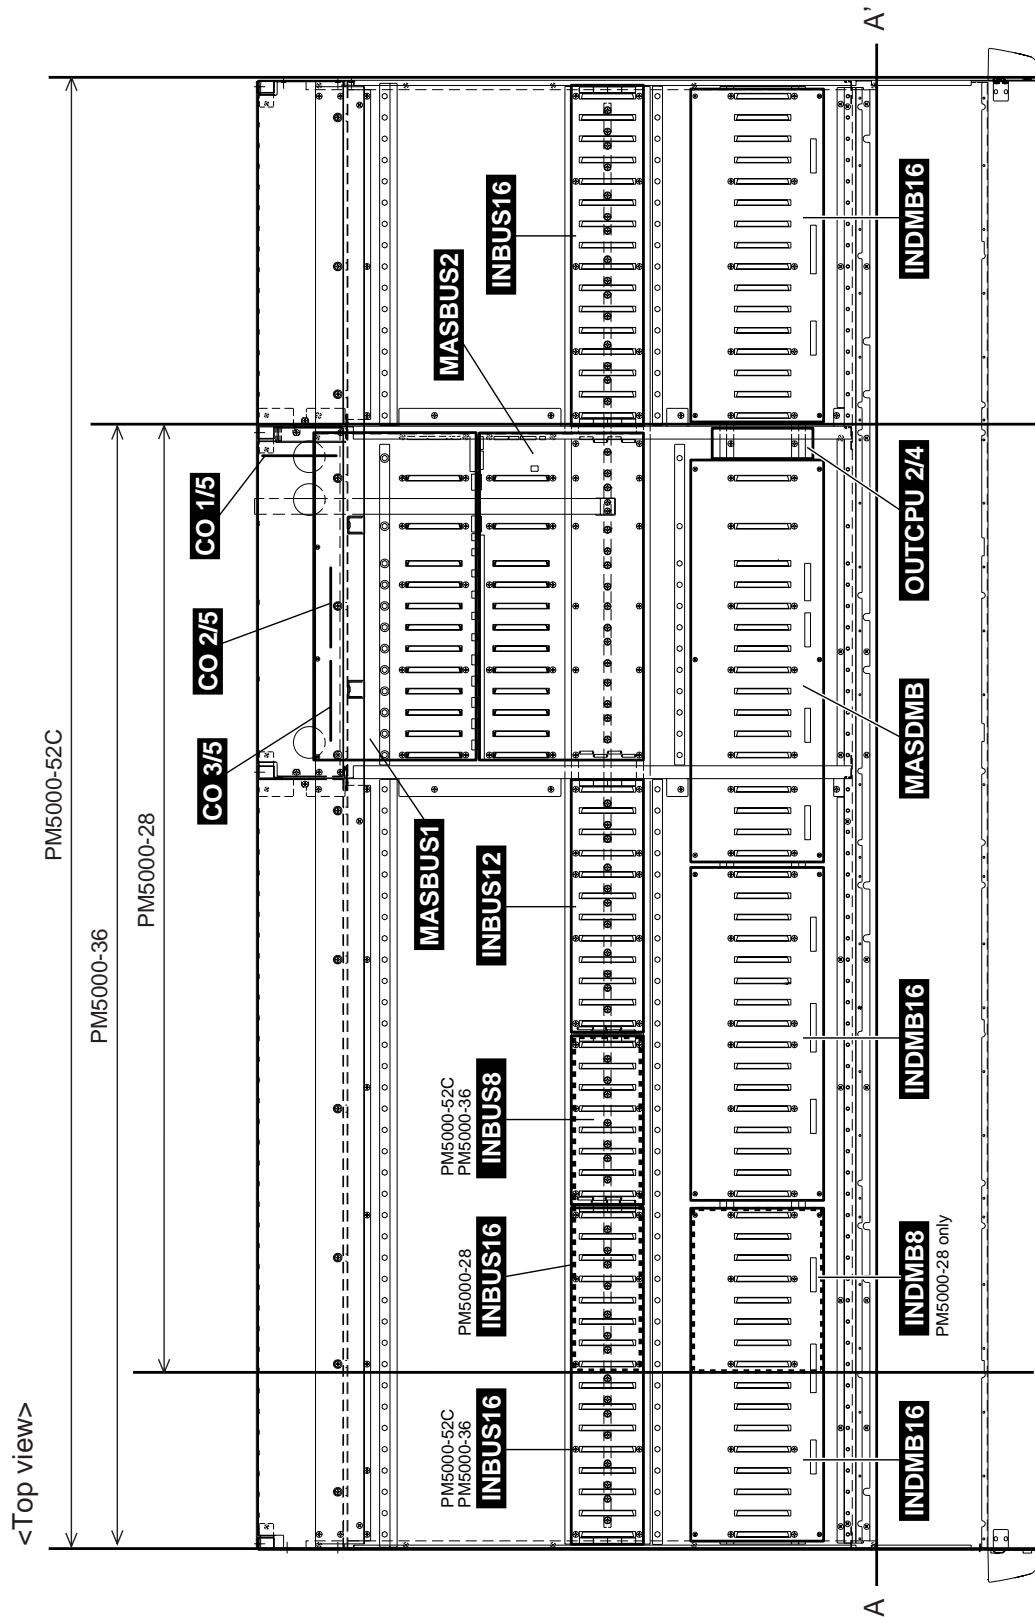 <Top view>
PM5000-52C
PM5000-36
PM5000-28
CO 3/5
CO 2/5
CO 1/5
PM5000-52C
PM5000-36
INBUS16
PM5000-28
INBUS16
PM5000-52C
PM5000-36
INBUS8
INBUS12
MASBUS1
MASBUS2
INBUS16
A
A'
INDMB16
INDMB8
PM5000-28 only
INDMB16
MASDMB
OUTCPU 2/4
INDMB16